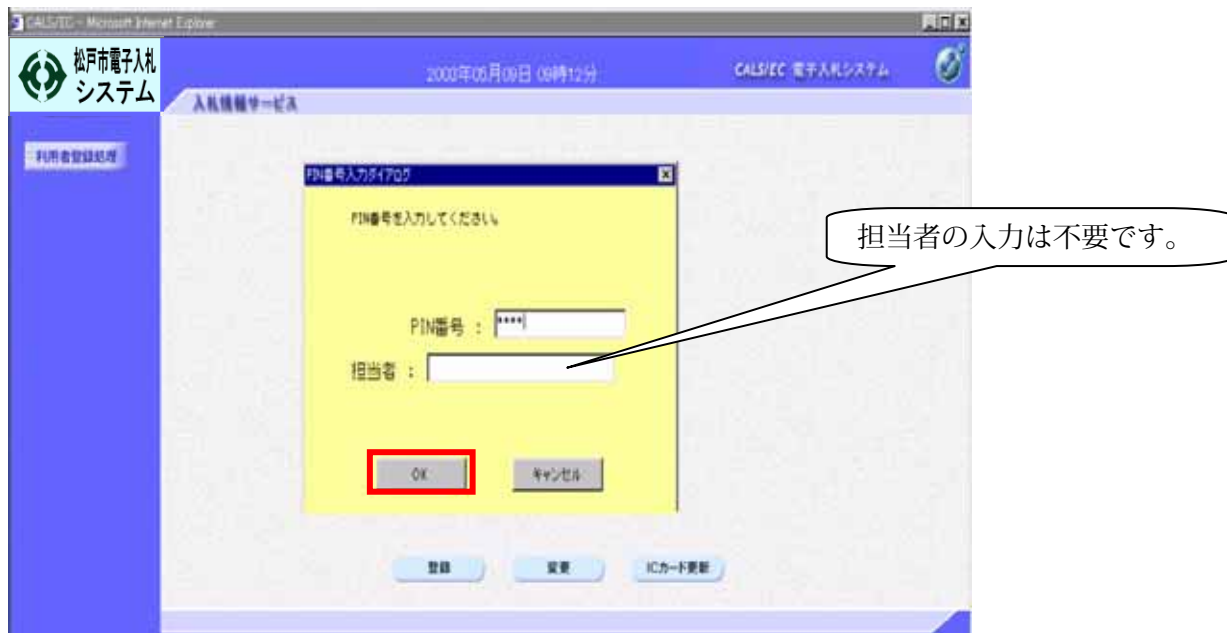 CALS/EC - Microsoft Internet Explorer
松戸市電子入札
システム
2003年05月09日 09時12分
CALS/EC 電子入札システム
入札情報サービス
利用者登録処理
PIN番号入力ダイアログ
PIN番号を入力してください。
担当者の入力は不要です。
PIN番号 : ****
担当者 :
OK
キャンセル
登録
変更
ICカード更新